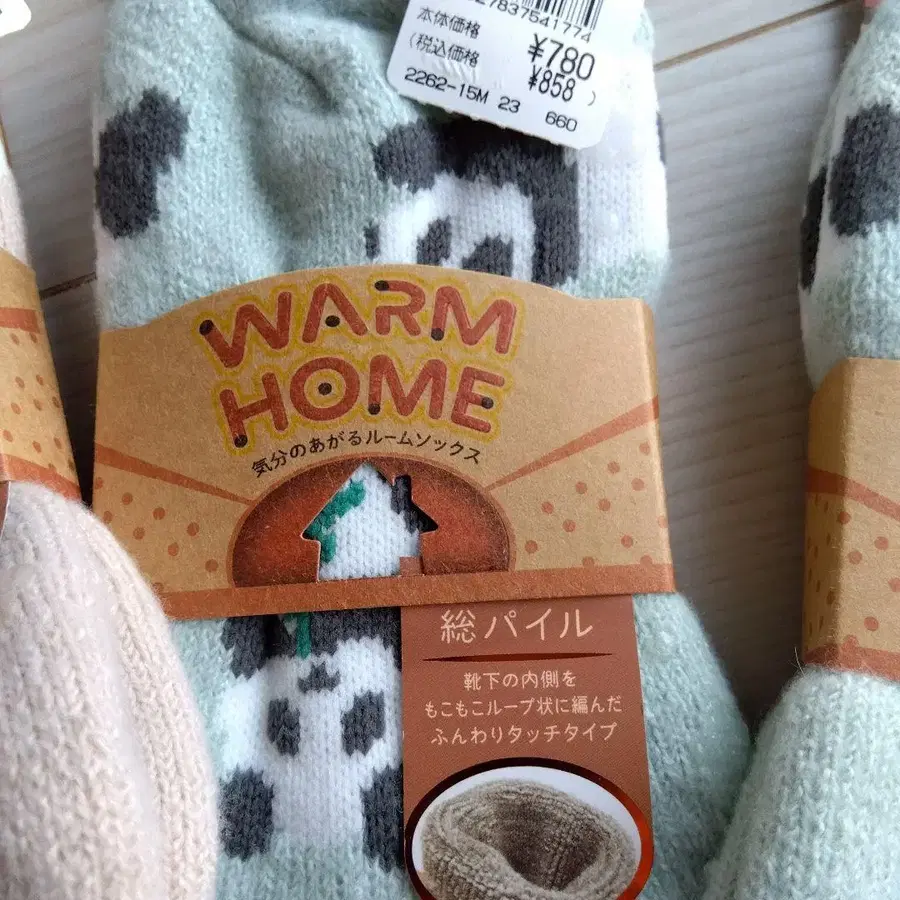 27837541774
本体価格
¥780
(税込価格 ¥858 )
2262-15M 23 660
WARM
HOME
気分のあがるルームソックス
総パイル
靴下の内側を
もこもこループ状に編んだ
ふんわりタッチタイプ